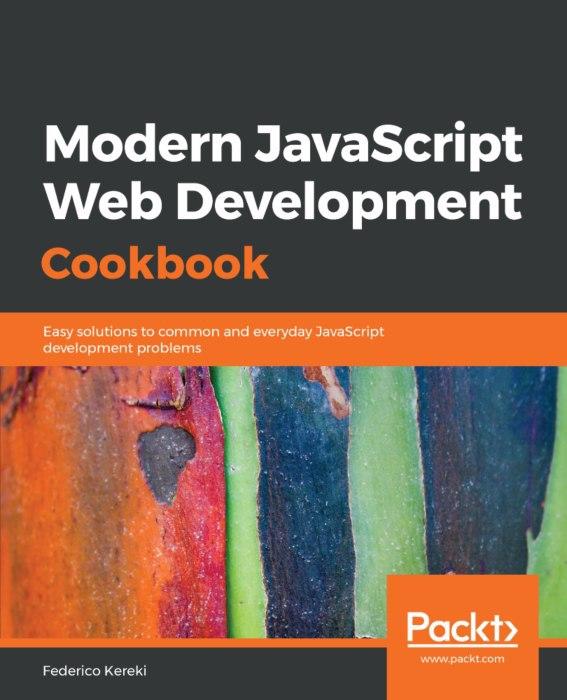 Modern JavaScript
Web Development
Cookbook
Easy solutions to common and everyday JavaScript
development problems
Packt>
www.packt.com
Federico Kereki